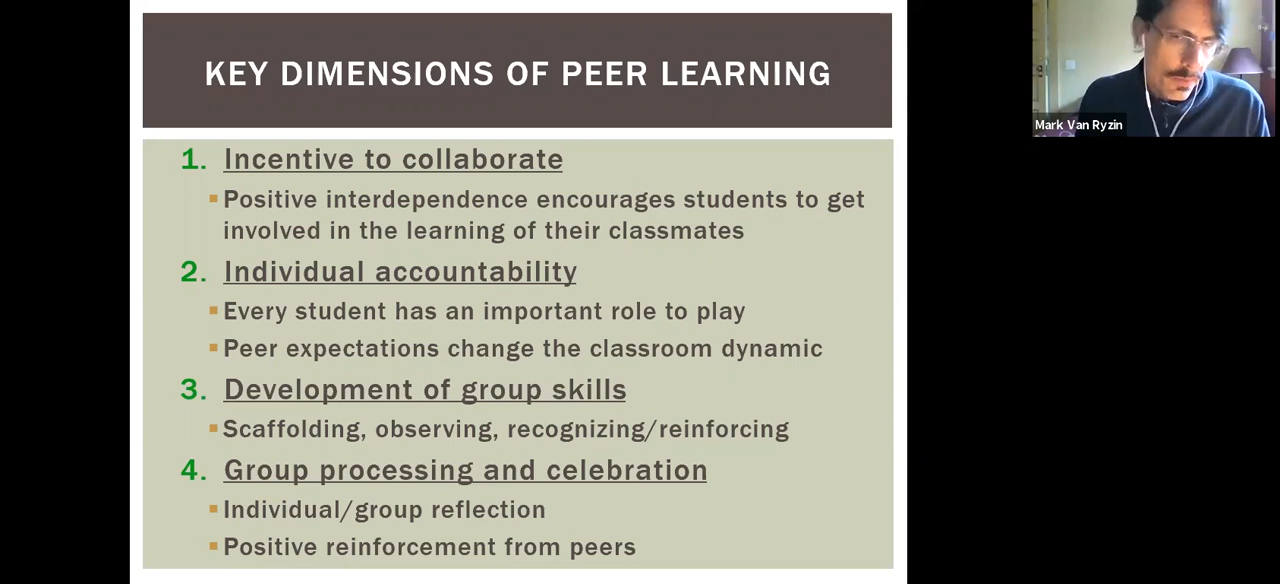 KEY DIMENSIONS OF PEER LEARNING
Mark Van Ryzin
1. Incentive to collaborate
Positive interdependence encourages students to get
involved in the learning of their classmates
2. Individual accountability
Every student has an important role to play
Peer expectations change the classroom dynamic
3. Development of group skills
Scaffolding, observing, recognizing/reinforcing
4. Group processing and celebration
Individual/group reflection
Positive reinforcement from peers